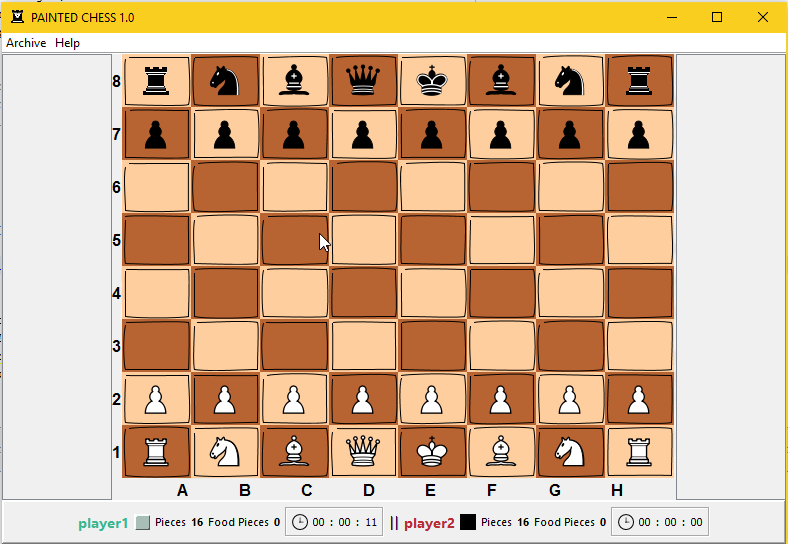 PAINTED CHESS 1.0
Archive Help
8
7
6
5
4
3
2
1
A B C D E F G H
player1 Pieces 16 Food Pieces 0 00 : 00 : 11 || player2 Pieces 16 Food Pieces 0 00 : 00 : 00